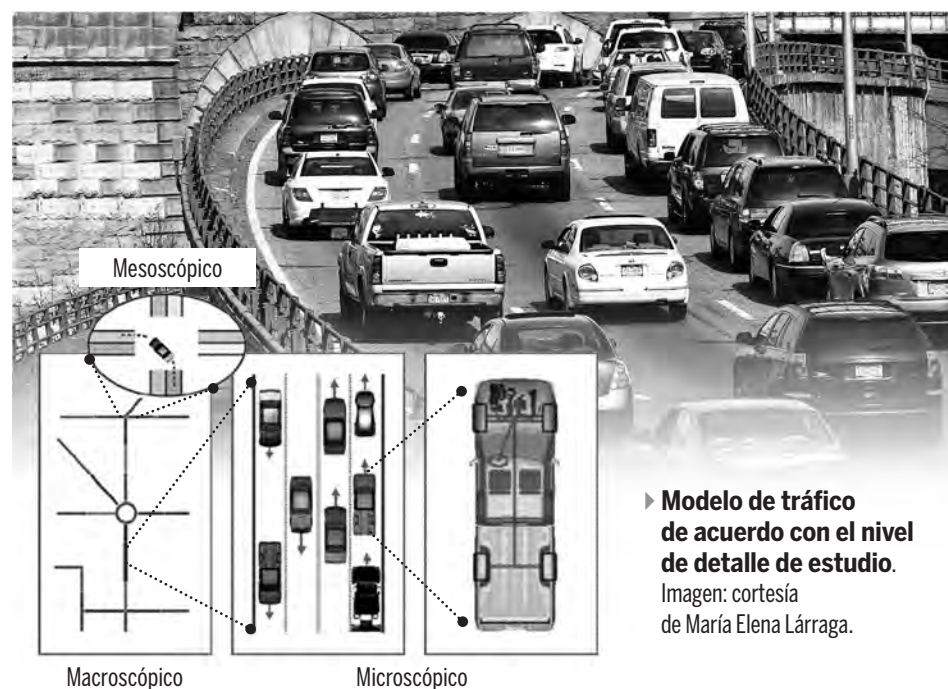 Mesoscópico
Modelo de tráfico
de acuerdo con el nivel
de detalle de estudio.
Imagen: cortesía
de María Elena Lárraga.
Macroscópico
Microscópico